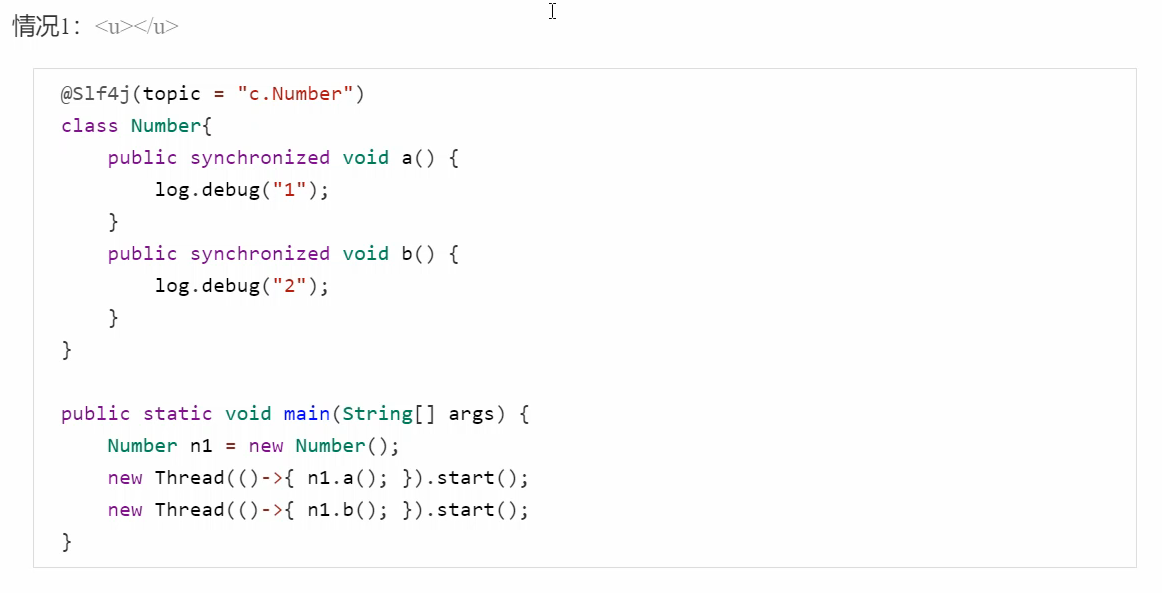 情况1：<u></u>
@Slf4j(topic = "c.Number")
class Number{
    public synchronized void a() {
        log.debug("1");
    }
    public synchronized void b() {
        log.debug("2");
    }
}
public static void main(String[] args) {
    Number n1 = new Number();
    new Thread(()->{ n1.a(); }).start();
    new Thread(()->{ n1.b(); }).start();
}